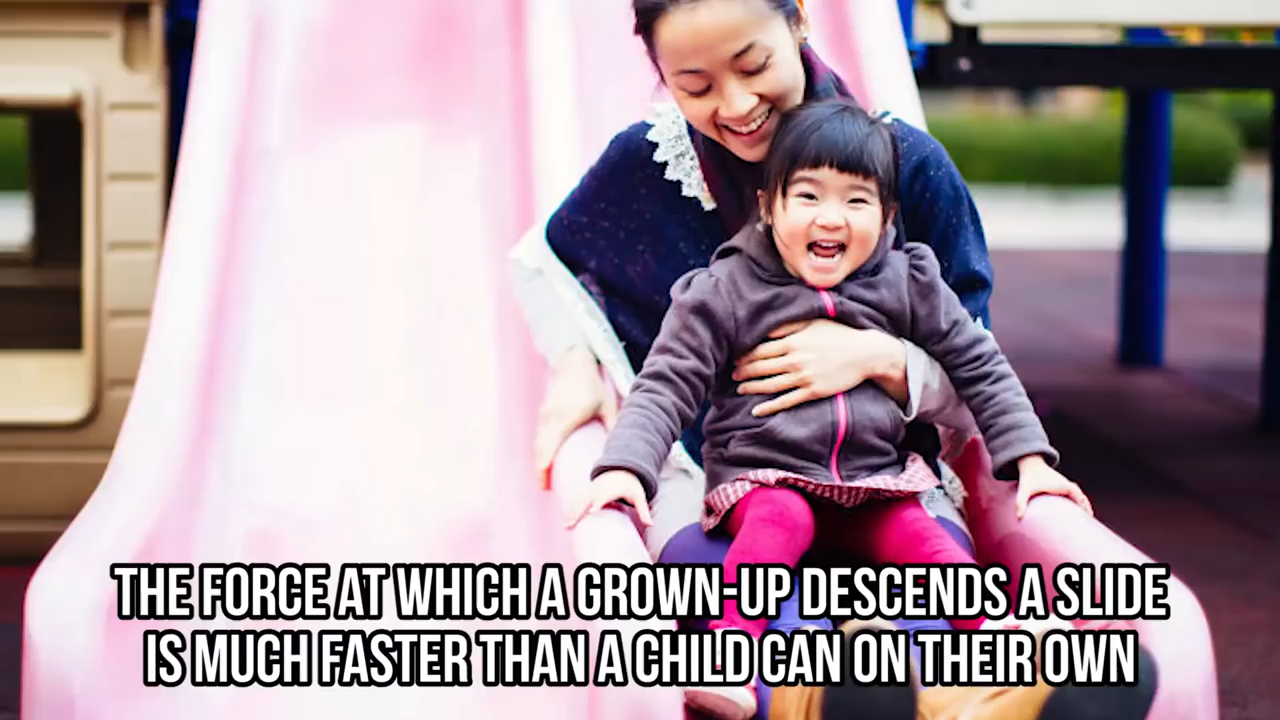 THE FORCE AT WHICH A GROWN-UP DESCENDS A SLIDE
IS MUCH FASTER THAN A CHILD CAN ON THEIR OWN